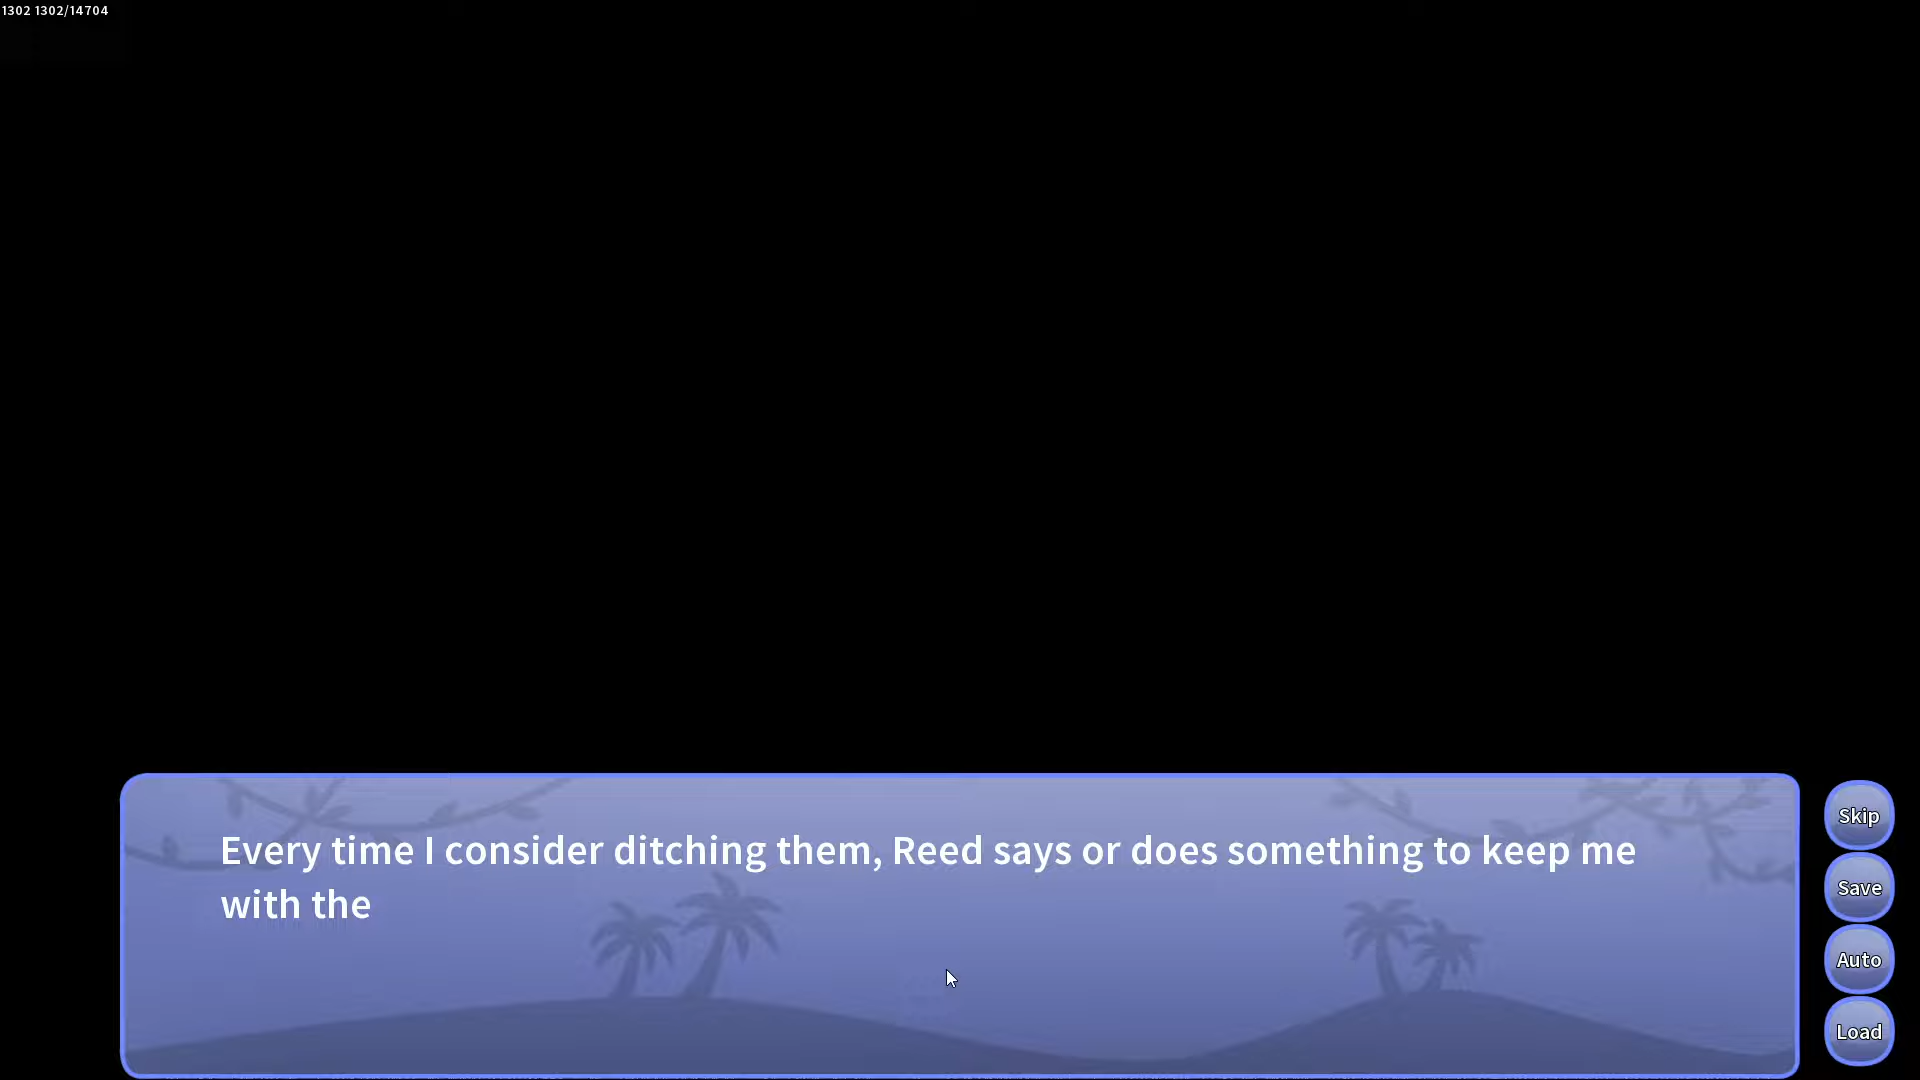 1302 1302/14704
Every time I consider ditching them, Reed says or does something to keep me
with the
Skip
Save
Auto
Load